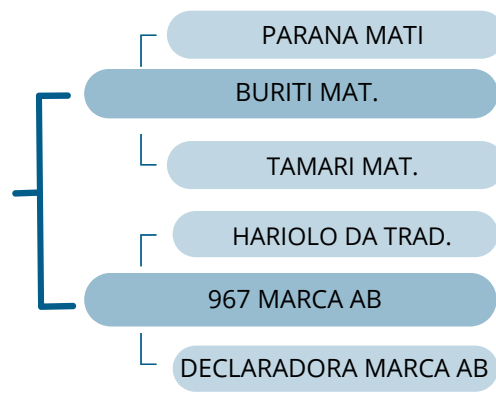 PARANA MATI
BURITI MAT.
TAMARI MAT.
HARIOLO DA TRAD.
967 MARCA AB
DECLARADORA MARCA AB